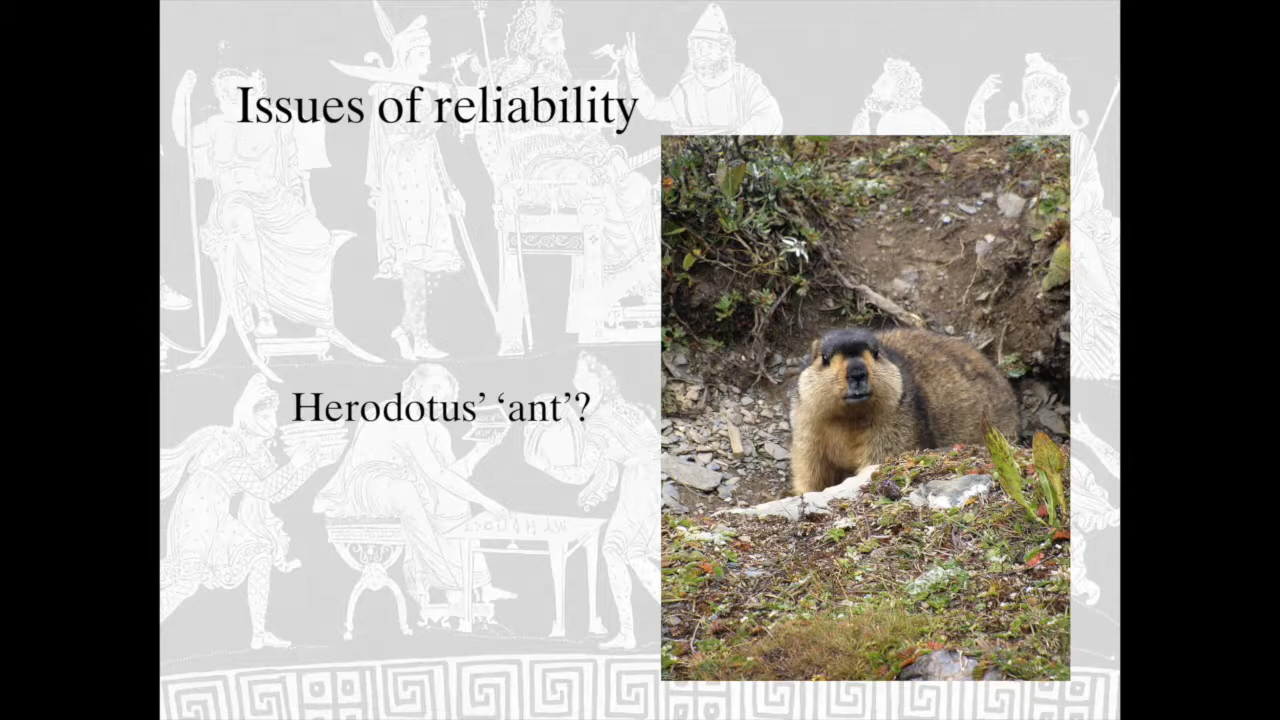 Issues of reliability
Herodotus’ ‘ant’?